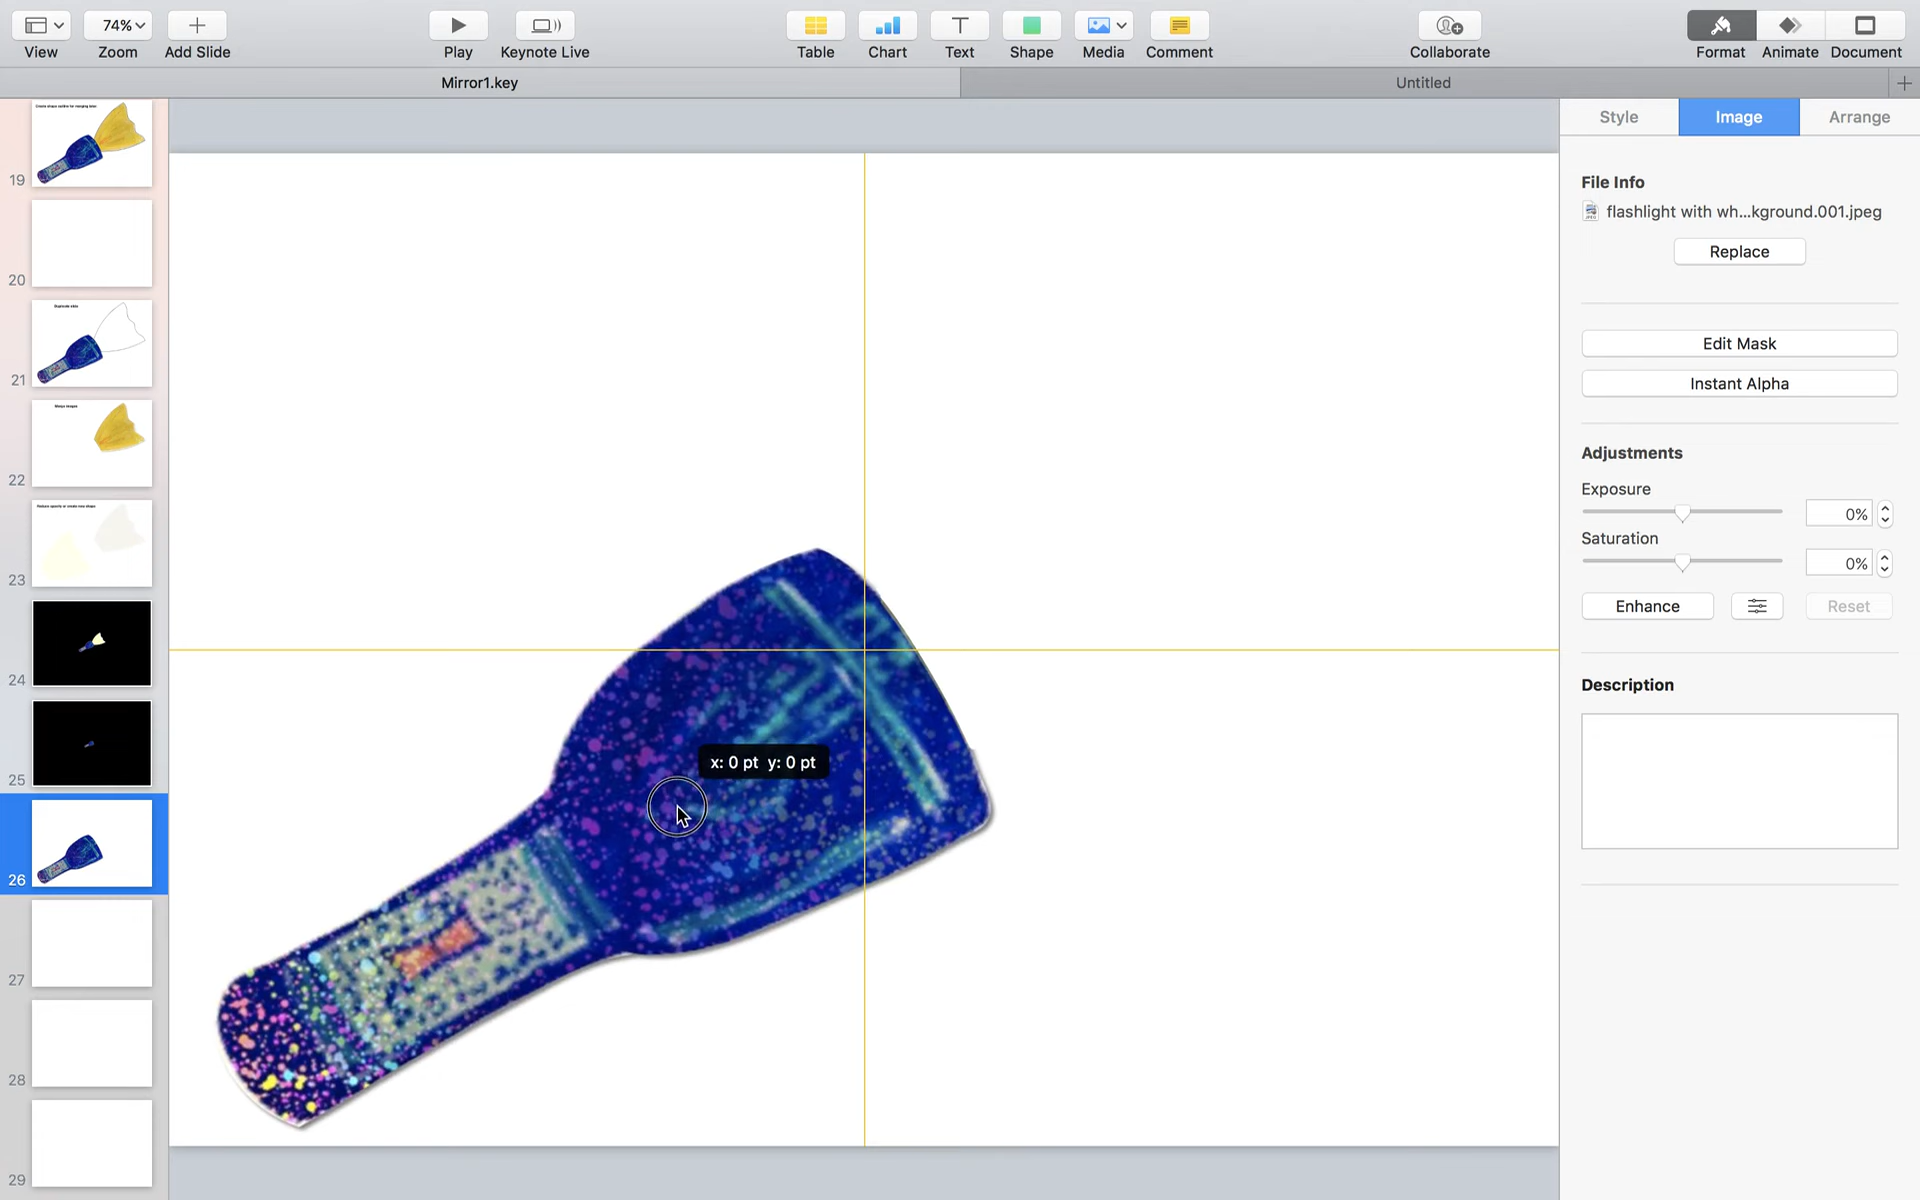 74%
View Zoom Add Slide Play Keynote Live Table Chart Text Shape Media Comment Collaborate Format Animate Document
Mirror1.key Untitled
Style Image Arrange
File Info
flashlight with wh...kground.001.jpeg
Replace
Edit Mask
Instant Alpha
Adjustments
Exposure
0%
Saturation
0%
Enhance Reset
Description
x: 0 pt y: 0 pt
19
20
21
22
23
24
25
26
27
28
29